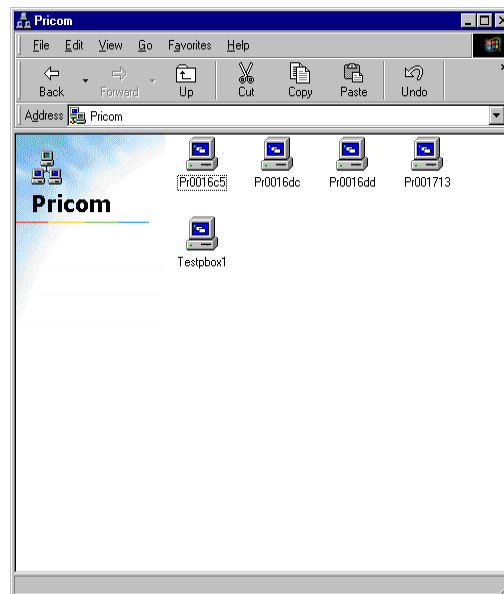 Pricom
File Edit View Go Favorites Help
Back Forward Up Cut Copy Paste Undo
Address Pricom
Pr0016c5 Pr0016dc Pr0016dd Pr001713
Pricom
Testpbox1